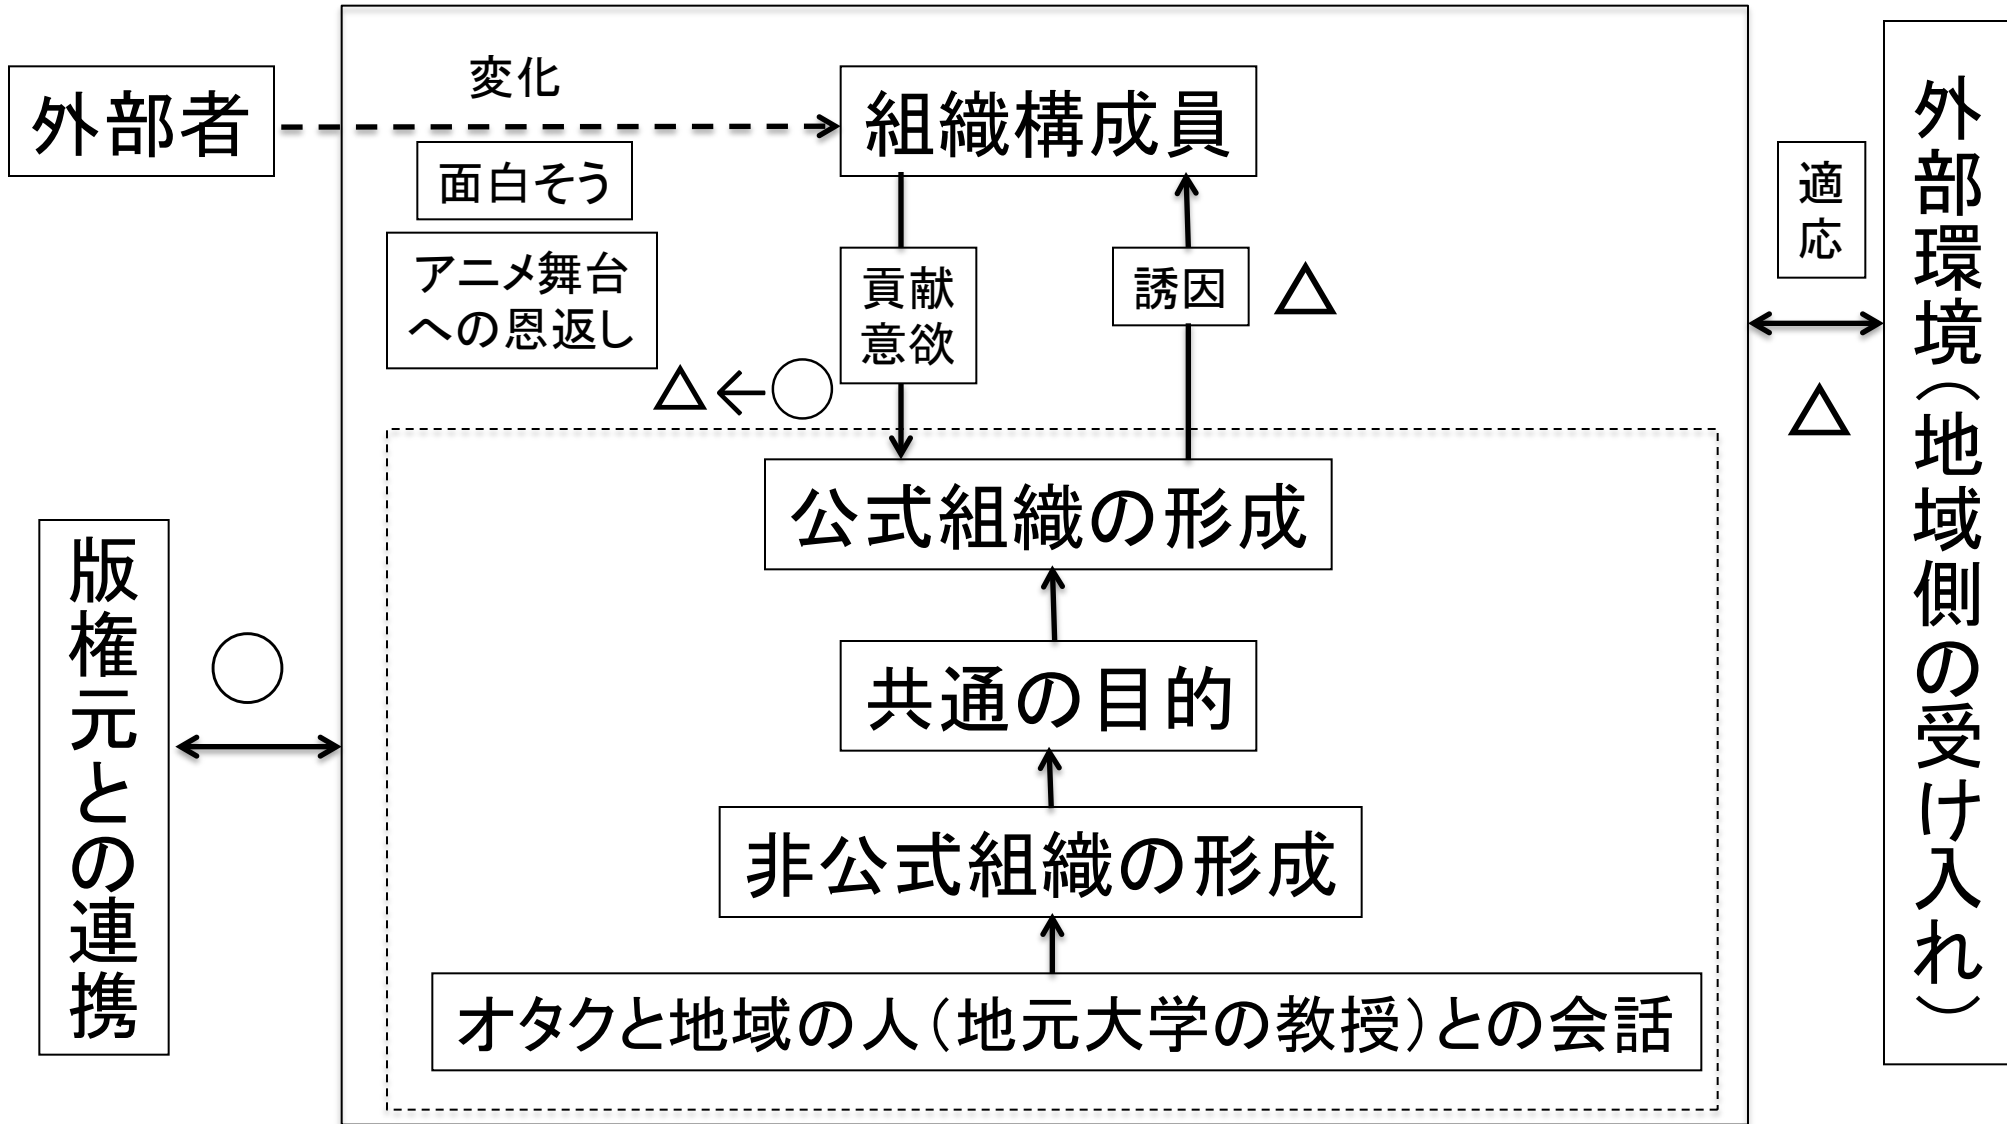 外部者
変化
面白そう
アニメ舞台
への恩返し
組織構成員
貢献
意欲
誘因
△
△←○
適応
△
外部環境（地域側の受け入れ）
公式組織の形成
共通の目的
非公式組織の形成
オタクと地域の人（地元大学の教授）との会話
版権元との連携
○